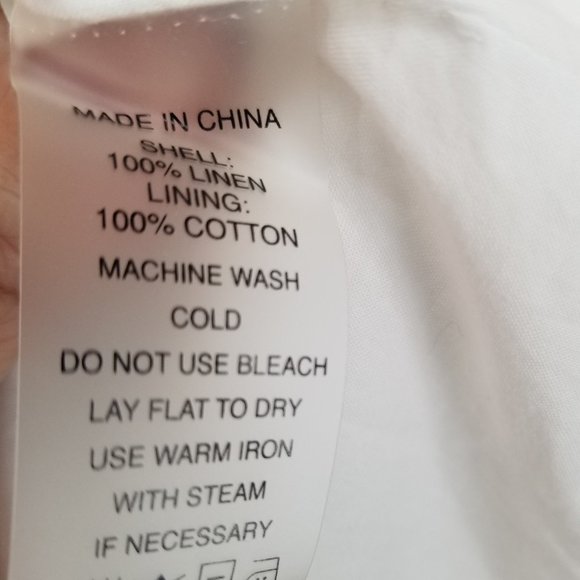 MADE IN CHINA
SHELL:
100% LINEN
LINING:
100% COTTON
MACHINE WASH
COLD
DO NOT USE BLEACH
LAY FLAT TO DRY
USE WARM IRON
WITH STEAM
IF NECESSARY